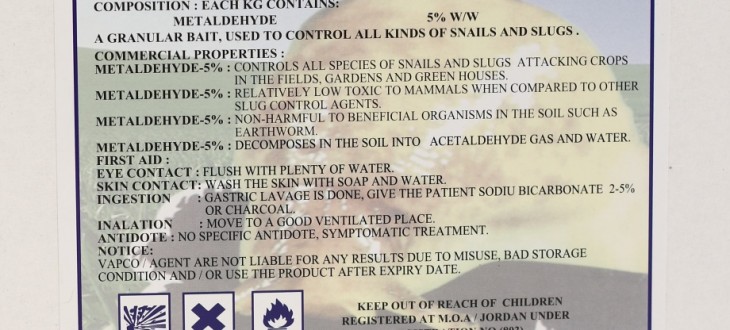 COMPOSITION : EACH KG CONTAINS:
METALDEHYDE 5% W/W
A GRANULAR BAIT, USED TO CONTROL ALL KINDS OF SNAILS AND SLUGS .
COMMERCIAL PROPERTIES :
METALDEHYDE-5% : CONTROLS ALL SPECIES OF SNAILS AND SLUGS ATTACKING CROPS
IN THE FIELDS, GARDENS AND GREEN HOUSES.
METALDEHYDE-5% : RELATIVELY LOW TOXIC TO MAMMALS WHEN COMPARED TO OTHER
SLUG CONTROL AGENTS.
METALDEHYDE-5% : NON-HARMFUL TO BENEFICIAL ORGANISMS IN THE SOIL SUCH AS
EARTHWORM.
METALDEHYDE-5% : DECOMPOSES IN THE SOIL INTO ACETALDEHYDE GAS AND WATER.
FIRST AID :
EYE CONTACT : FLUSH WITH PLENTY OF WATER.
SKIN CONTACT: WASH THE SKIN WITH SOAP AND WATER.
INGESTION : GASTRIC LAVAGE IS DONE, GIVE THE PATIENT SODIU BICARBONATE 2-5%
OR CHARCOAL.
INALATION : MOVE TO A GOOD VENTILATED PLACE.
ANTIDOTE : NO SPECIFIC ANTIDOTE, SYMPTOMATIC TREATMENT.
NOTICE:
VAPCO / AGENT ARE NOT LIABLE FOR ANY RESULTS DUE TO MISUSE, BAD STORAGE
CONDITION AND / OR USE THE PRODUCT AFTER EXPIRY DATE.
KEEP OUT OF REACH OF CHILDREN
REGISTERED AT M.O.A / JORDAN UNDER